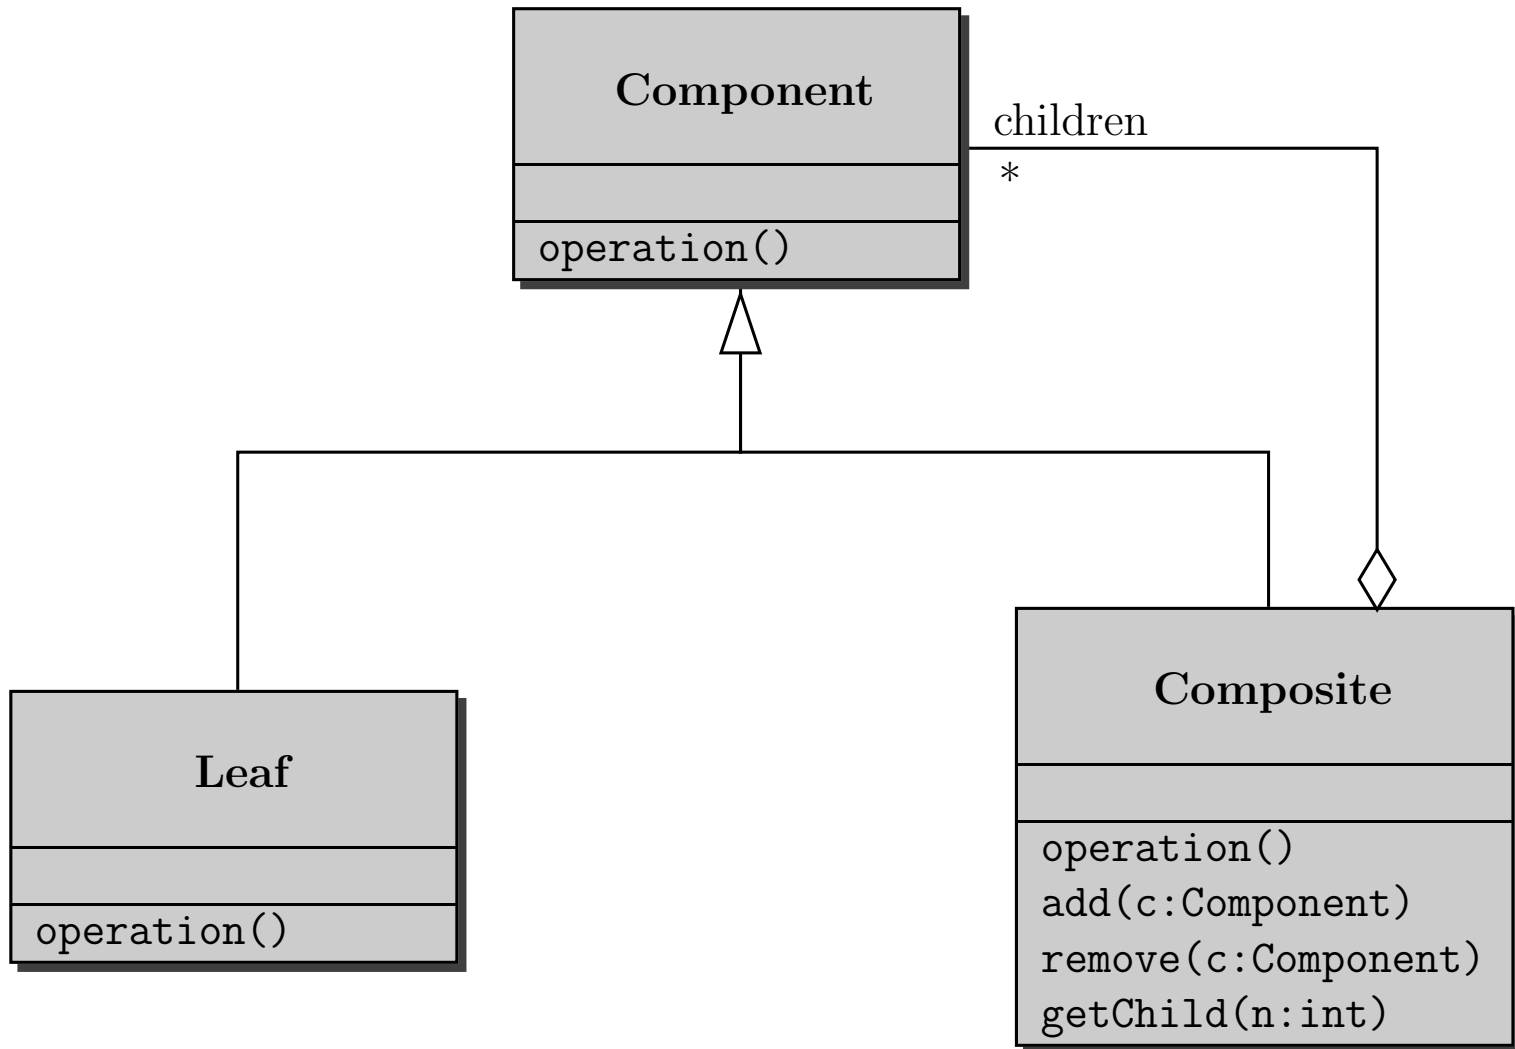 Component
operation()
children
*
Leaf
operation()
Composite
operation()
add(c:Component)
remove(c:Component)
getChild(n:int)